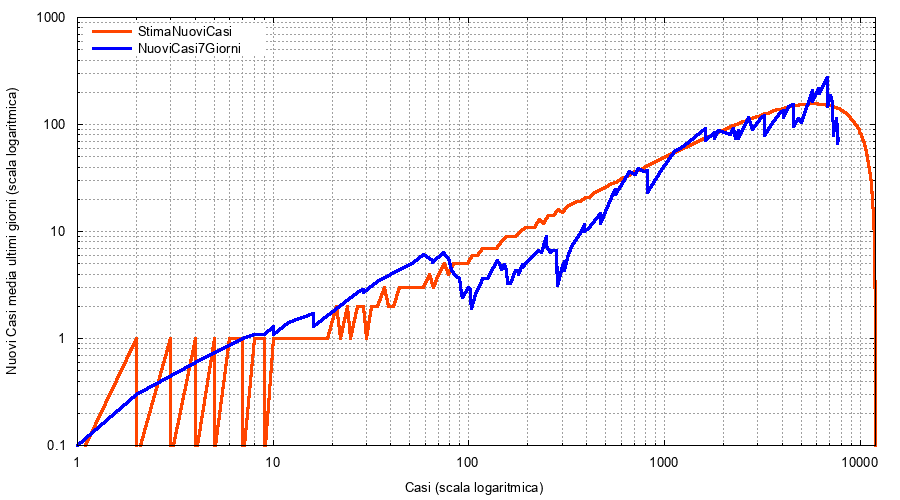 1000
StimaNuoviCasi
NuoviCasi7Giorni
100
10
1
0.1
Nuovi Casi media ultimi giorni (scala logaritmica)
1 10 100 1000 10000
Casi (scala logaritmica)